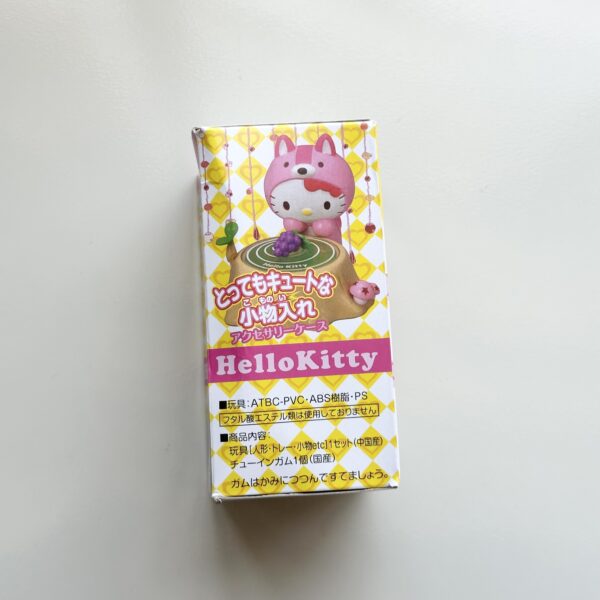 Hello Kitty
とってもキュートな
こものい
小物入れ
アクセサリーケース
HelloKitty
■玩具:ATBC-PVC・ABS樹脂・PS
フタル酸エステル類は使用しておりません
■商品内容:
玩具[人形・トレー・小物etc]1セット(中国産)
チューインガム1個(国産)
ガムはかみにつつんですてましょう。